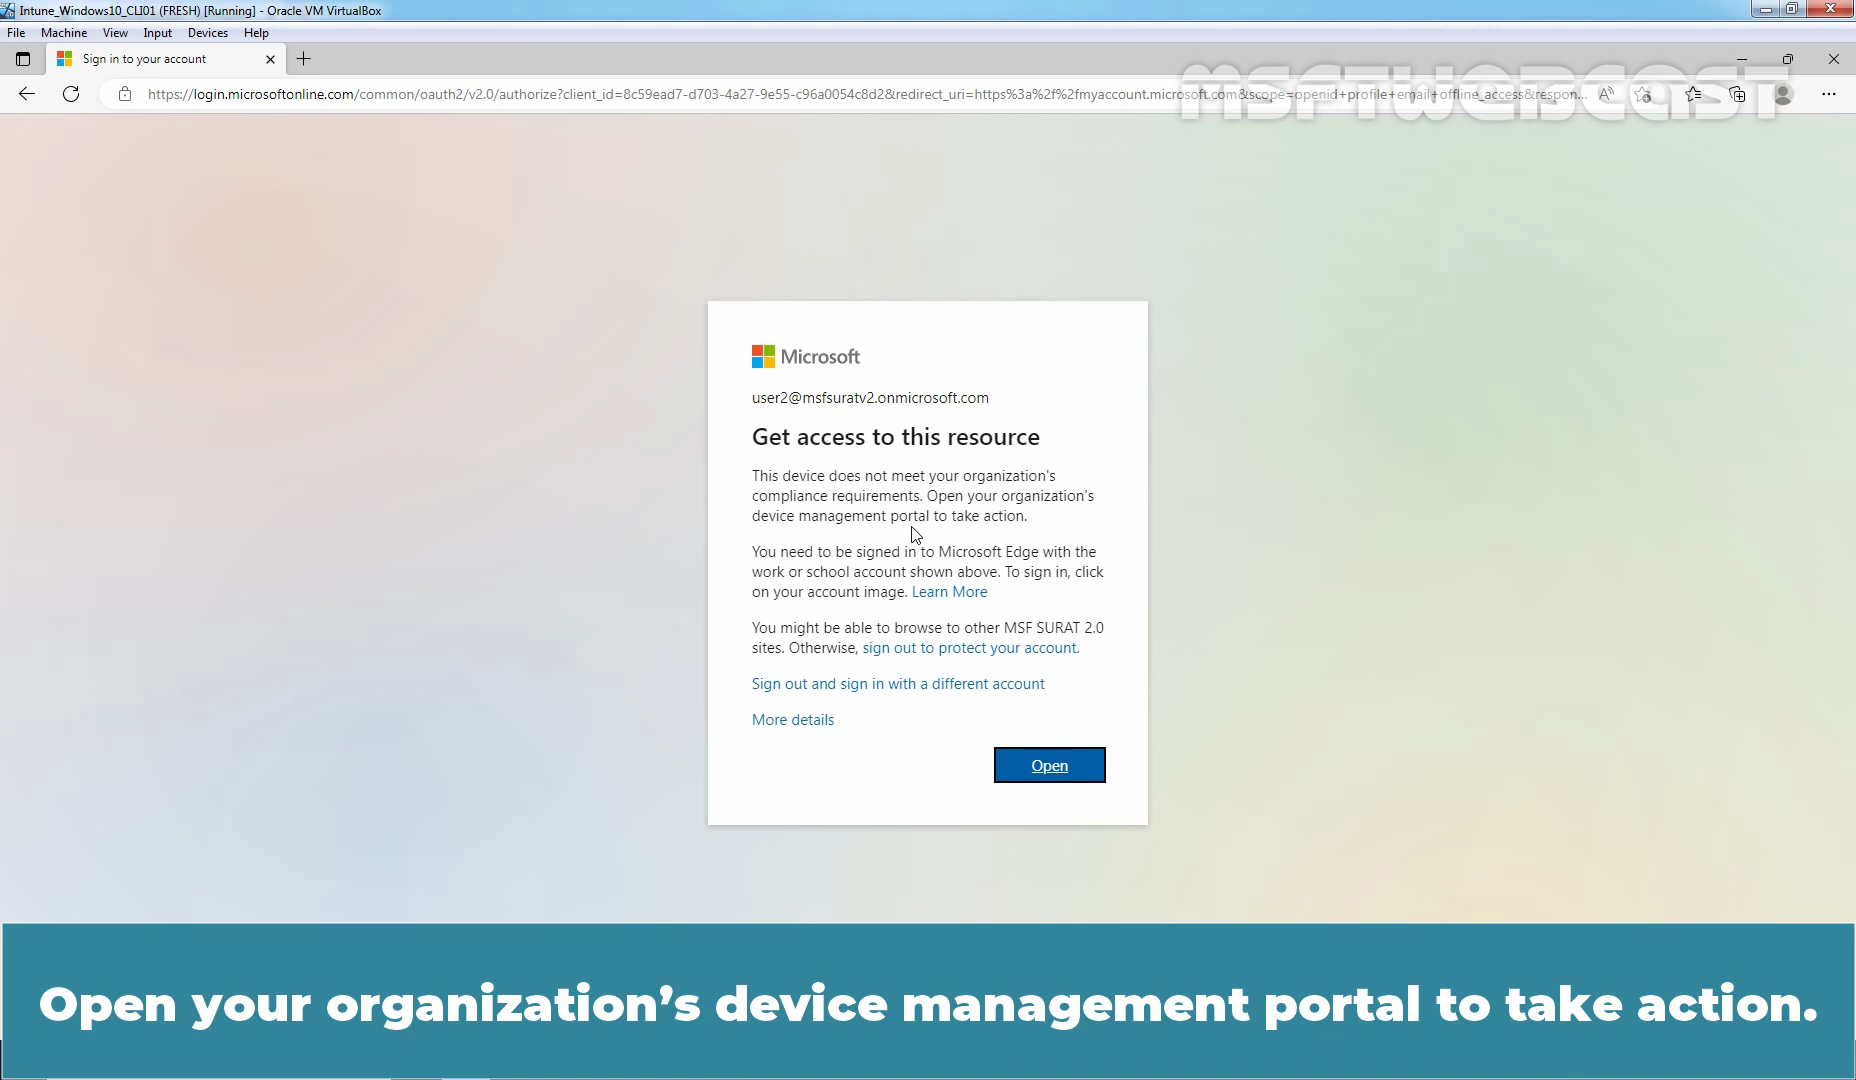 Intune_Windows10_CLI01 (FRESH) [Running] - Oracle VM VirtualBox
File Machine View Input Devices Help
Sign in to your account
https://login.microsoftonline.com/common/oauth2/v2.0/authorize?client_id=8c59ead7-d703-4a27-9e55-c96a0054c8d2&redirect_uri=https%3a%2f%2fmyaccount.microsoft.com&scope=openid+profile+email+offline_access&respon...
MSFTWEBCAST
Microsoft
user2@msfsuratv2.onmicrosoft.com
Get access to this resource
This device does not meet your organization's
compliance requirements. Open your organization's
device management portal to take action.
You need to be signed in to Microsoft Edge with the
work or school account shown above. To sign in, click
on your account image. Learn More
You might be able to browse to other MSF SURAT 2.0
sites. Otherwise, sign out to protect your account.
Sign out and sign in with a different account
More details
Open
Open your organization’s device management portal to take action.